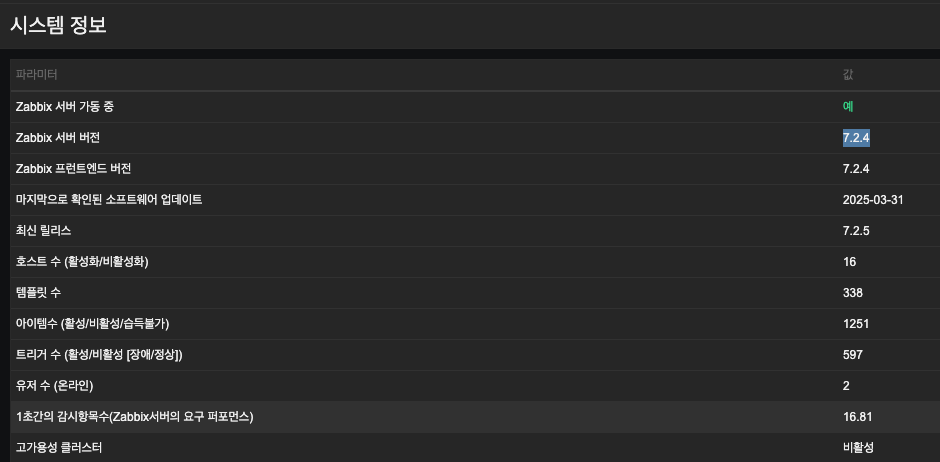 시스템 정보
파라미터 값
Zabbix 서버 가동 중 예
Zabbix 서버 버전 7.2.4
Zabbix 프런트엔드 버전 7.2.4
마지막으로 확인된 소프트웨어 업데이트 2025-03-31
최신 릴리스 7.2.5
호스트 수 (활성화/비활성화) 16
템플릿 수 338
아이템수 (활성/비활성/습득불가) 1251
트리거 수 (활성/비활성 [장애/정상]) 597
유저 수 (온라인) 2
1초간의 감시항목수(Zabbix서버의 요구 퍼포먼스) 16.81
고가용성 클러스터 비활성